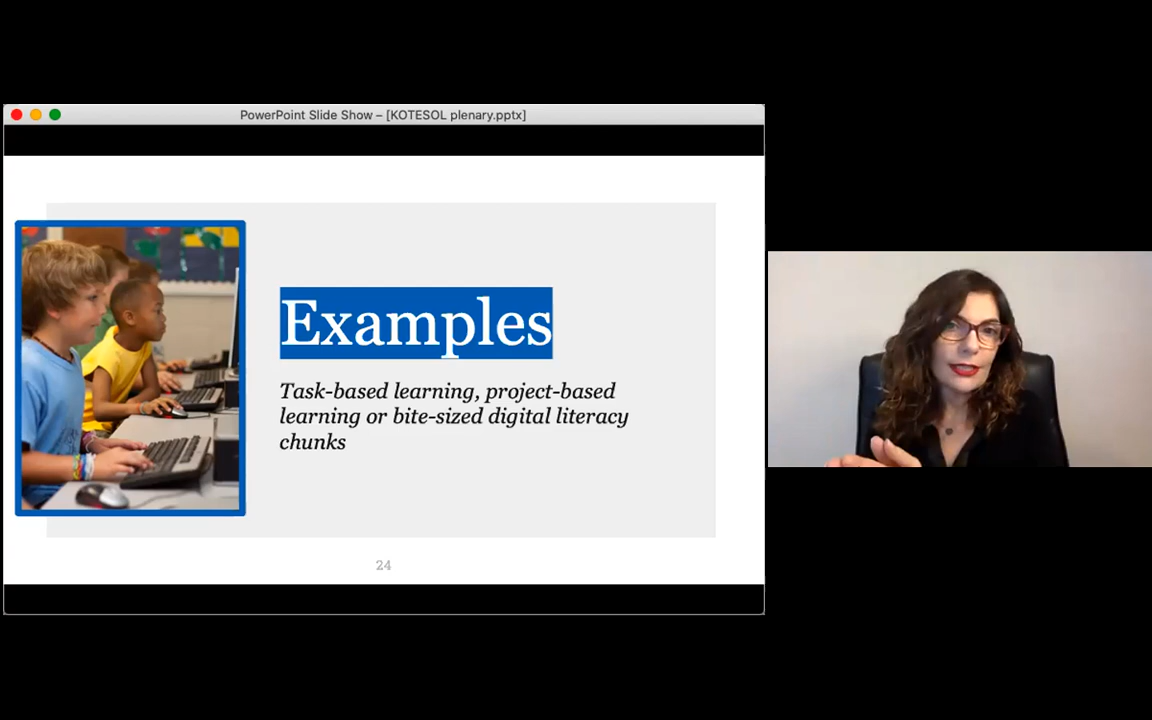 PowerPoint Slide Show – [KOTESOL plenary.pptx]
Examples
Task-based learning, project-based
learning or bite-sized digital literacy
chunks
24